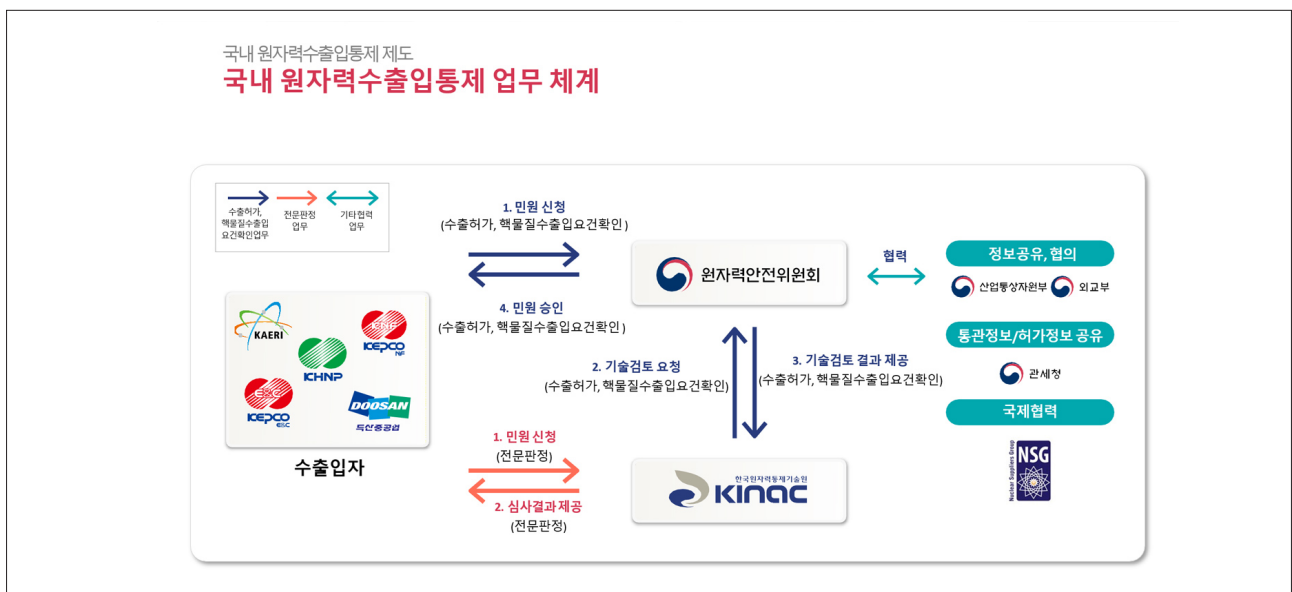 국내 원자력수출입통제 제도
국내 원자력수출입통제 업무 체계
수출허가,
핵물질수출입
요건확인업무
전문판정
업무
기타협력
업무
1. 민원 신청
(수출허가, 핵물질수출입요건확인)
4. 민원 승인
(수출허가, 핵물질수출입요건확인)
원자력안전위원회
협력
정보공유, 협의
산업통상자원부
외교부
통관정보/허가정보 공유
관세청
국제협력
Nuclear Suppliers Group
NSG
KAERI
KNF
KEPCO
NF
KHNP
E&C
KEPCO
E&C
DOOSAN
두산중공업
수출입자
2. 기술검토 요청
(수출허가, 핵물질수출입요건확인)
3. 기술검토 결과 제공
(수출허가, 핵물질수출입요건확인)
1. 민원 신청
(전문판정)
2. 심사결과 제공
(전문판정)
한국원자력통제기술원
KINAC